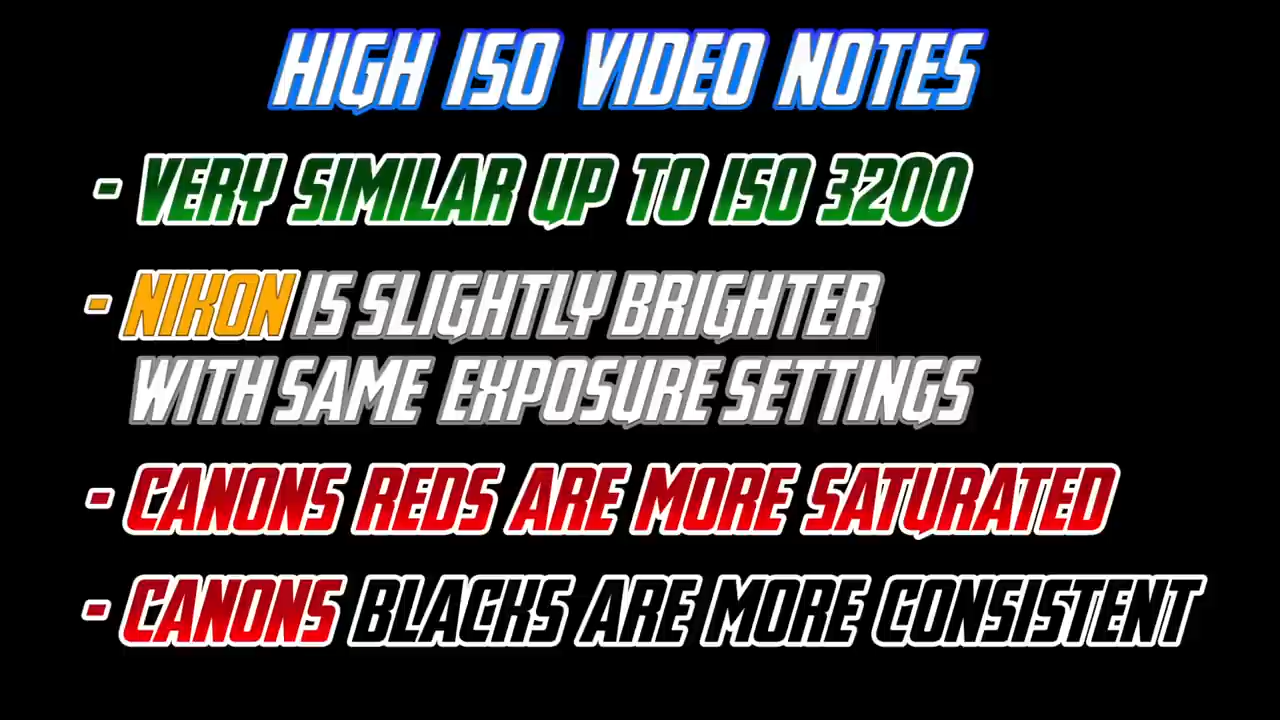 HIGH ISO VIDEO NOTES
- VERY SIMILAR UP TO ISO 3200
- NIKON IS SLIGHTLY BRIGHTER
WITH SAME EXPOSURE SETTINGS
- CANONS REDS ARE MORE SATURATED
- CANONS BLACKS ARE MORE CONSISTENT